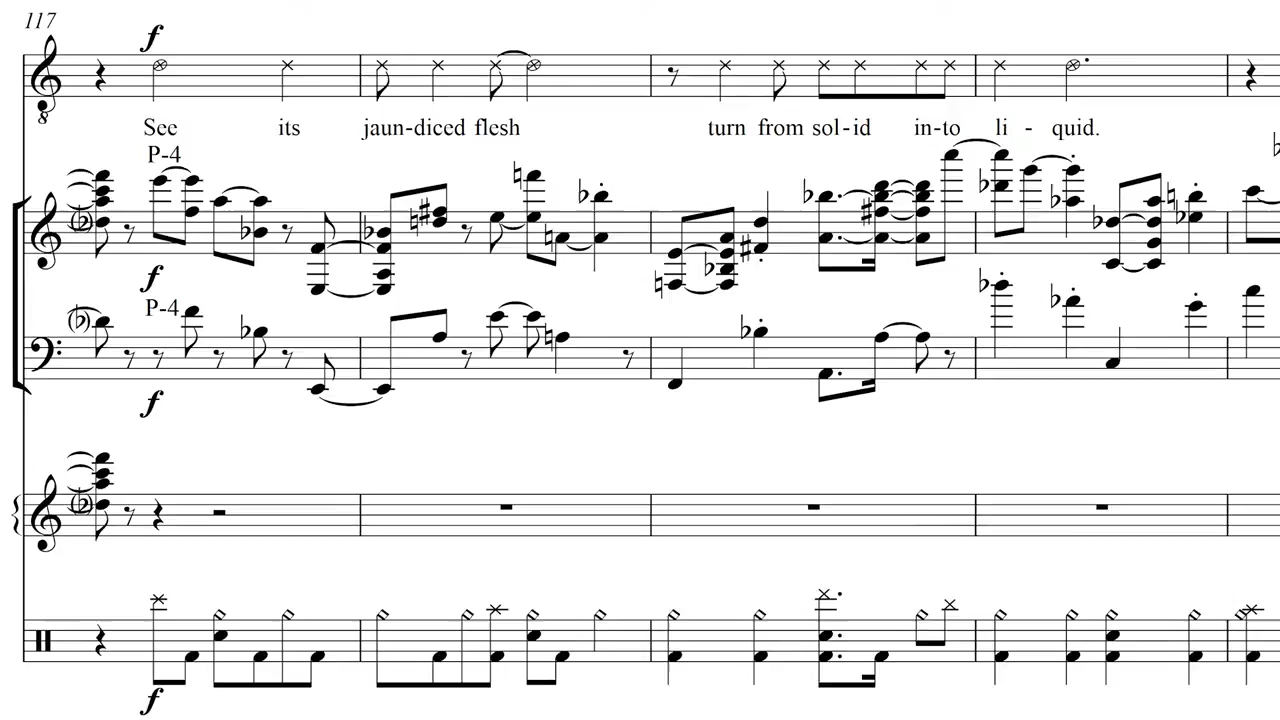 117
f
See its jaun-diced flesh turn from sol-id in-to li - quid.
P-4
f
P-4
f
f